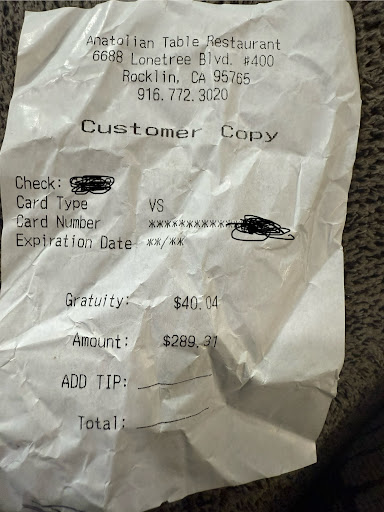 Anatolian Table Restaurant
6688 Lonetree Blvd. #400
Rocklin, CA 95765
916.772.3020
Customer Copy
Check:
Card Type VS
Card Number ***********
Expiration Date **/**
Gratuity: $40.04
Amount: $289.31
ADD TIP:
Total: